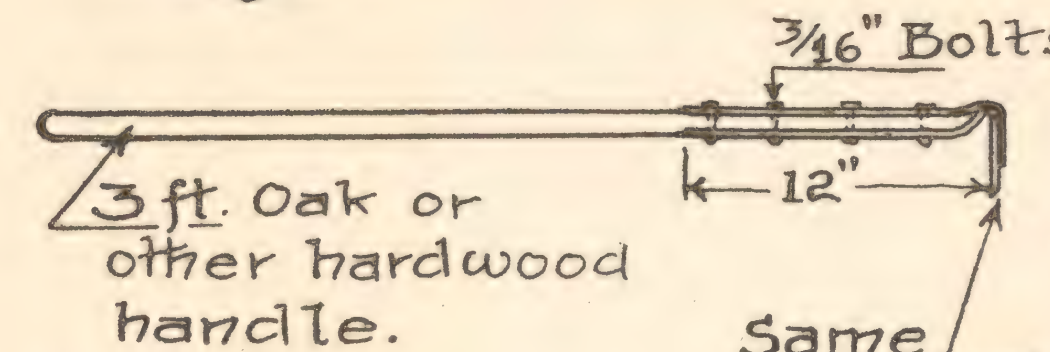 3/16" Bolts
12"
3 ft. Oak or
other hardwood
handle.
Same